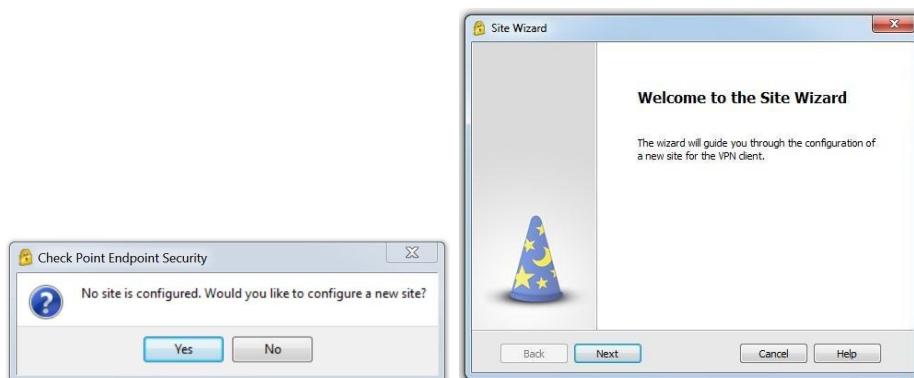 Check Point Endpoint Security
No site is configured. Would you like to configure a new site?
Yes
No
Site Wizard
Welcome to the Site Wizard
The wizard will guide you through the configuration of
a new site for the VPN client.
Back
Next
Cancel
Help